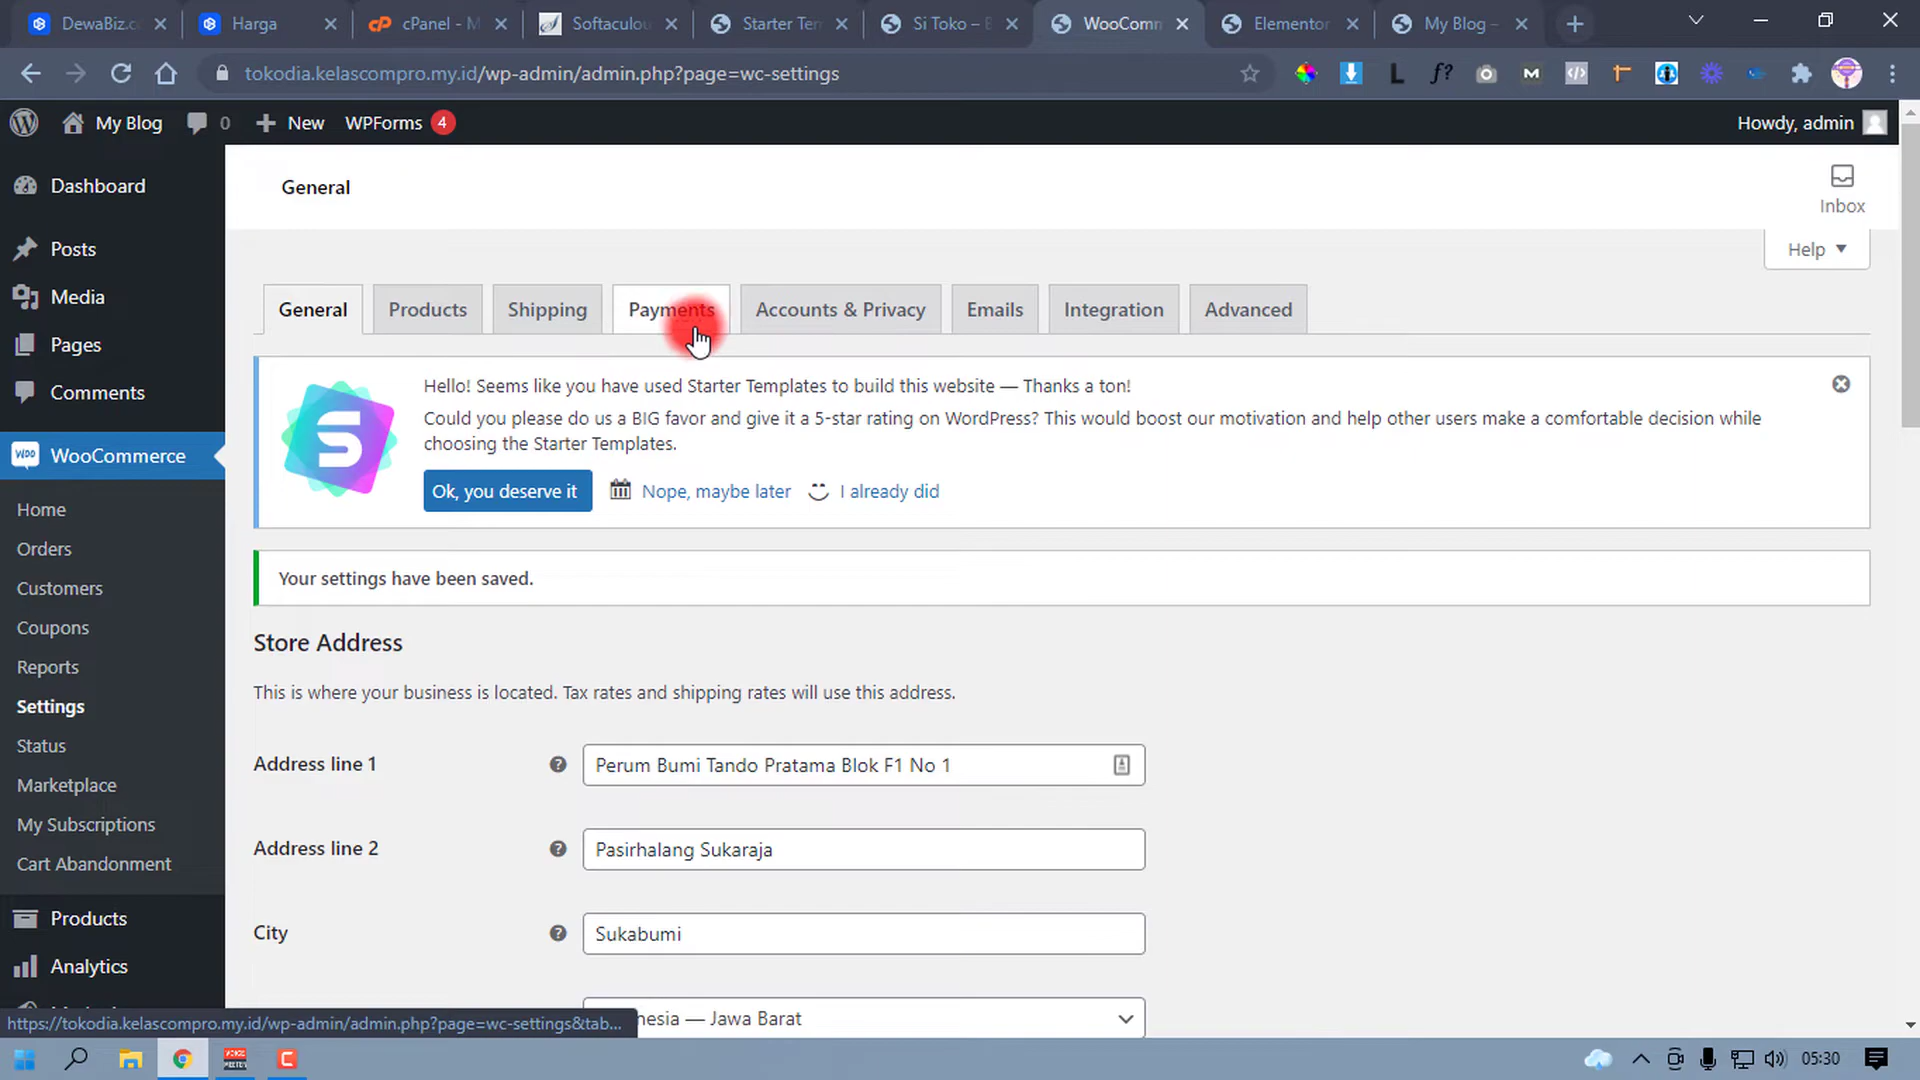 DewaBiz.c
Harga
cPanel - M
Softaculou
Starter Tem
Si Toko – B
WooComm
Elementor
My Blog –
tokodia.kelascompro.my.id/wp-admin/admin.php?page=wc-settings
My Blog
0
New
WPForms 4
Howdy, admin
Dashboard
Posts
Media
Pages
Comments
WooCommerce
Home
Orders
Customers
Coupons
Reports
Settings
Status
Marketplace
My Subscriptions
Cart Abandonment
Products
Analytics
General
Inbox
Help
General
Products
Shipping
Payments
Accounts & Privacy
Emails
Integration
Advanced
Hello! Seems like you have used Starter Templates to build this website — Thanks a ton!
Could you please do us a BIG favor and give it a 5-star rating on WordPress? This would boost our motivation and help other users make a comfortable decision while
choosing the Starter Templates.
Ok, you deserve it
Nope, maybe later
I already did
Your settings have been saved.
Store Address
This is where your business is located. Tax rates and shipping rates will use this address.
Address line 1
Perum Bumi Tando Pratama Blok F1 No 1
Address line 2
Pasirhalang Sukaraja
City
Sukabumi
nesia — Jawa Barat
https://tokodia.kelascompro.my.id/wp-admin/admin.php?page=wc-settings&tab...
05:30